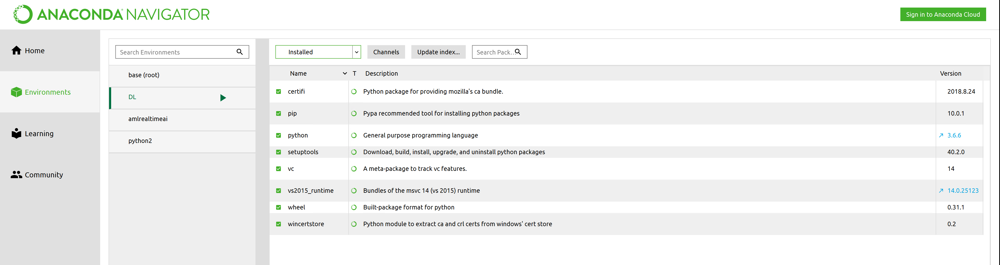 ANACONDA NAVIGATOR
Sign in to Anaconda Cloud
Home
Environments
Learning
Community
Search Environments
base (root)
DL
amlrealtimeai
python2
Installed
Channels
Update index...
Search Pack...
Name T Description Version
certifi Python package for providing mozilla's ca bundle. 2018.8.24
pip Pypa recommended tool for installing python packages 10.0.1
python General purpose programming language 3.6.6
setuptools Download, build, install, upgrade, and uninstall python packages 40.2.0
vc A meta-package to track vc features. 14
vs2015_runtime Bundles of the msvc 14 (vs 2015) runtime 14.0.25123
wheel Built-package format for python 0.31.1
wincertstore Python module to extract ca and crl certs from windows' cert store 0.2